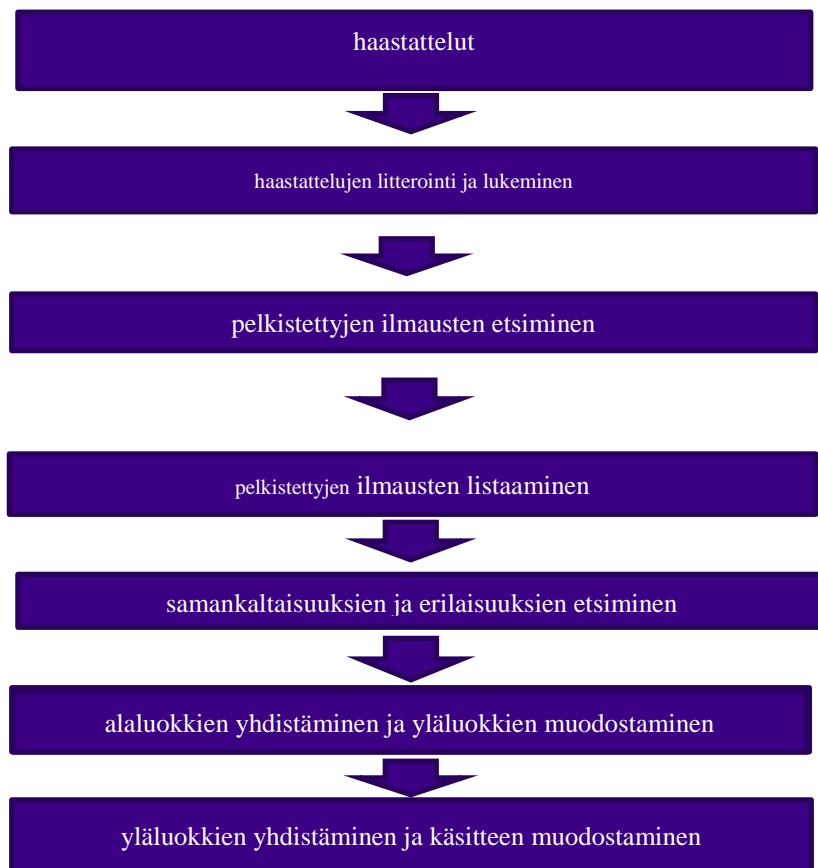 haastattelut
haastattelujen litterointi ja lukeminen
pelkistettyjen ilmausten etsiminen
pelkistettyjen ilmausten listaaminen
samankaltaisuuksien ja erilaisuuksien etsiminen
alaluokkien yhdistäminen ja yläluokkien muodostaminen
yläluokkien yhdistäminen ja käsitteen muodostaminen